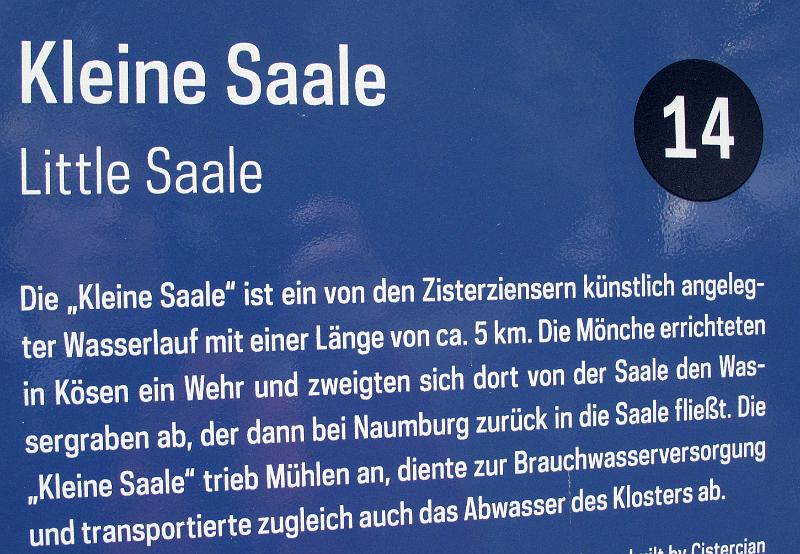 Kleine Saale
14
Little Saale
Die „Kleine Saale“ ist ein von den Zisterziensern künstlich angeleg-
ter Wasserlauf mit einer Länge von ca. 5 km. Die Mönche errichteten
in Kösen ein Wehr und zweigten sich dort von der Saale den Was-
sergraben ab, der dann bei Naumburg zurück in die Saale fließt. Die
„Kleine Saale“ trieb Mühlen an, diente zur Brauchwasserversorgung
und transportierte zugleich auch das Abwasser des Klosters ab.
by Cistercian